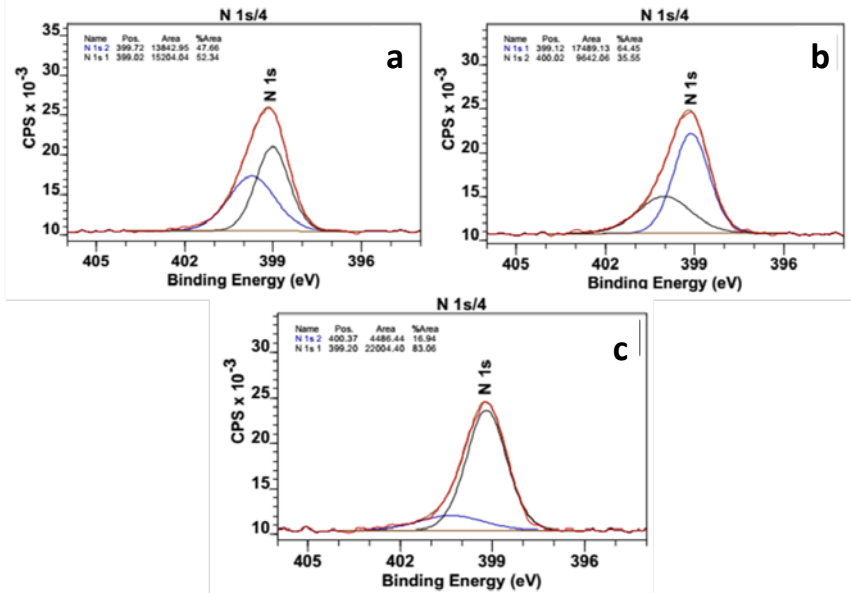 N 1s/4
Name Pos. Area %Area
N 1s 2 399.72 13842.95 47.66
N 1s 1 399.02 15204.04 52.34
a
N 1s
CPS x 10⁻³
35
30
25
20
15
10
405 402 399 396
Binding Energy (eV)
N 1s/4
Name Pos. Area %Area
N 1s 1 399.12 17489.13 64.45
N 1s 2 400.02 9642.06 35.55
b
N 1s
CPS x 10⁻³
35
30
25
20
15
10
405 402 399 396
Binding Energy (eV)
N 1s/4
Name Pos. Area %Area
N 1s 2 400.37 4486.44 16.94
N 1s 1 399.20 22004.40 83.06
c
N 1s
CPS x 10⁻³
30
25
20
15
10
405 402 399 396
Binding Energy (eV)